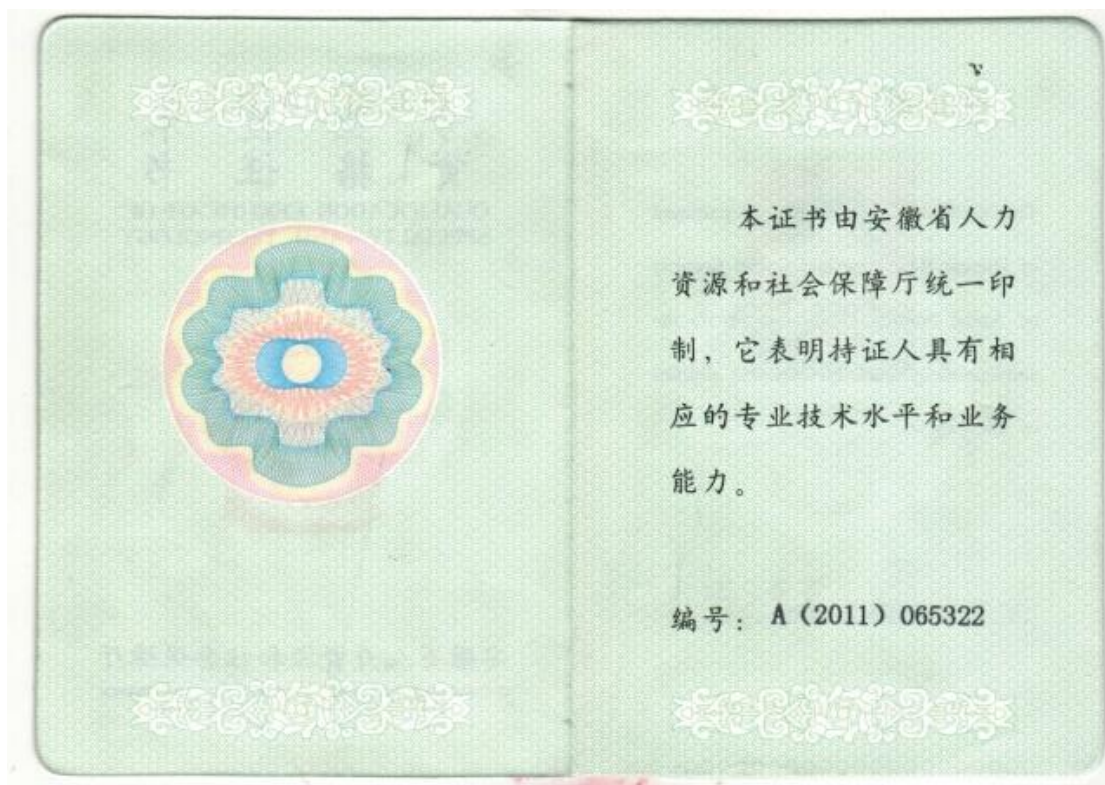 本证书由安徽省人力
资源和社会保障厅统一印
制，它表明持证人具有相
应的专业技术水平和业务
能力。
编号： A（2011）065322